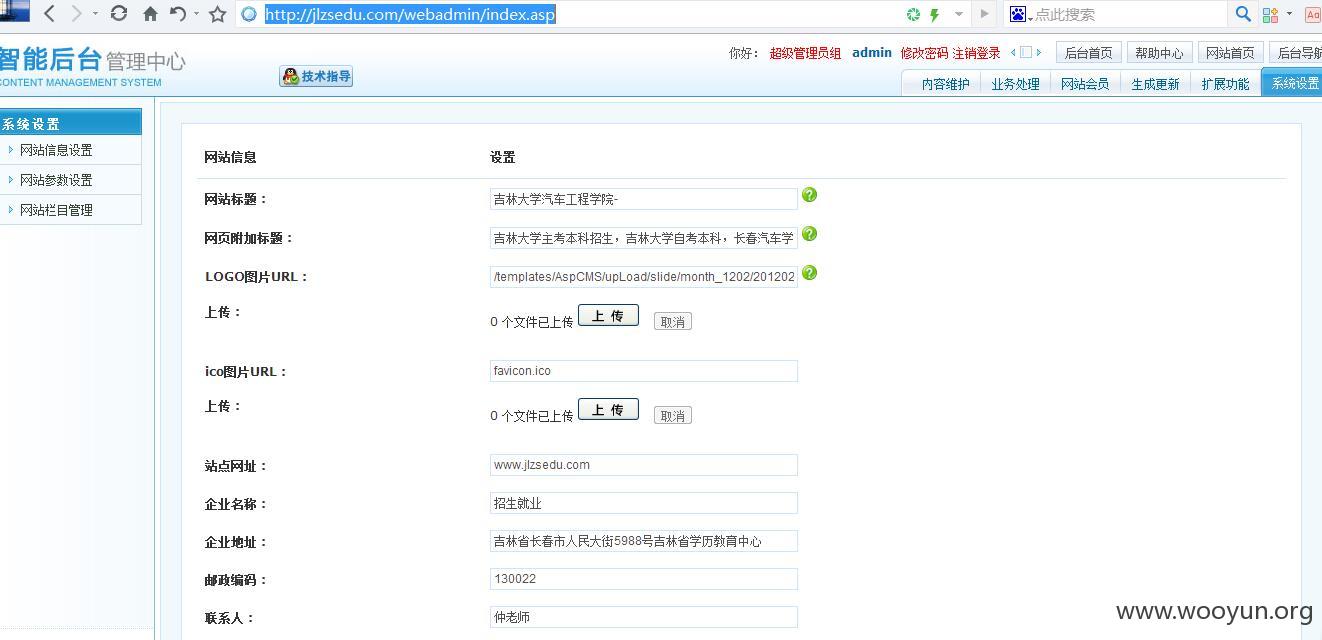 http://jlzsedu.com/webadmin/index.asp 点此搜索
智能后台管理中心
CONTENT MANAGEMENT SYSTEM
技术指导
你好： 超级管理员组 admin 修改密码 注销登录 后台首页 帮助中心 网站首页 后台导航
内容维护 业务处理 网站会员 生成更新 扩展功能 系统设置
系统设置
网站信息设置
网站参数设置
网站栏目管理
网站信息 设置
网站标题： 吉林大学汽车工程学院-
网页附加标题： 吉林大学主考本科招生，吉林大学自考本科，长春汽车学
LOGO图片URL： /templates/AspCMS/upLoad/slide/month_1202/201202
上传： 0 个文件已上传 上 传 取消
ico图片URL： favicon.ico
上传： 0 个文件已上传 上 传 取消
站点网址： www.jlzsedu.com
企业名称： 招生就业
企业地址： 吉林省长春市人民大街5988号吉林省学历教育中心
邮政编码： 130022
联系人： 仲老师
www.wooyun.org